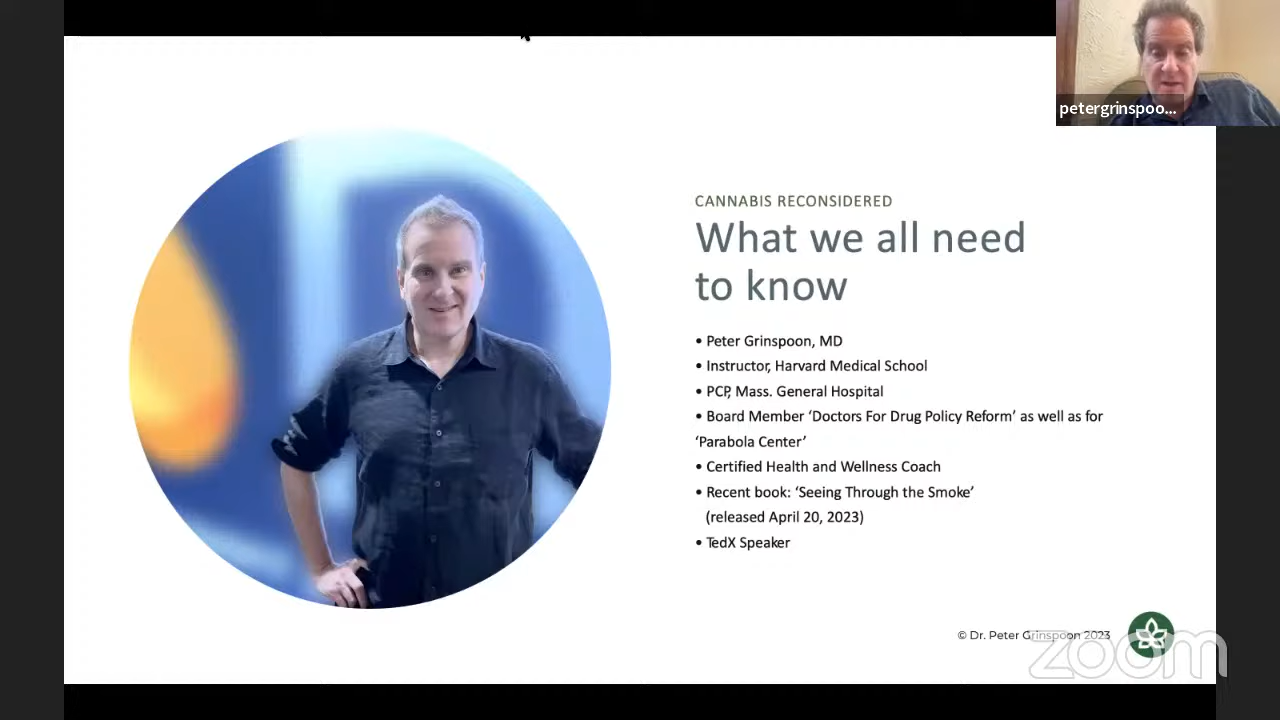 petergrinspoo...
CANNABIS RECONSIDERED
What we all need
to know
• Peter Grinspoon, MD
• Instructor, Harvard Medical School
• PCP, Mass. General Hospital
• Board Member ‘Doctors For Drug Policy Reform’ as well as for
‘Parabola Center’
• Certified Health and Wellness Coach
• Recent book: ‘Seeing Through the Smoke’
(released April 20, 2023)
• TedX Speaker
© Dr. Peter Grinspoon 2023
zoom